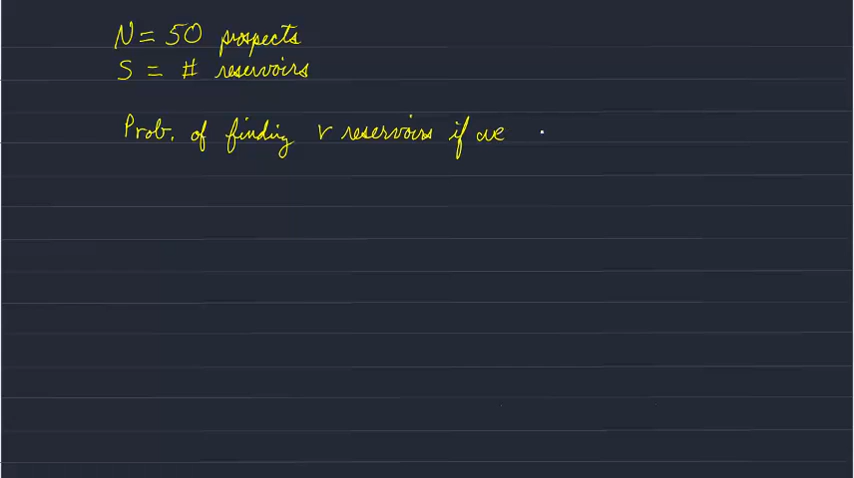 N = 50 prospects
S = # reservoirs
Prob. of finding r reservoirs if we